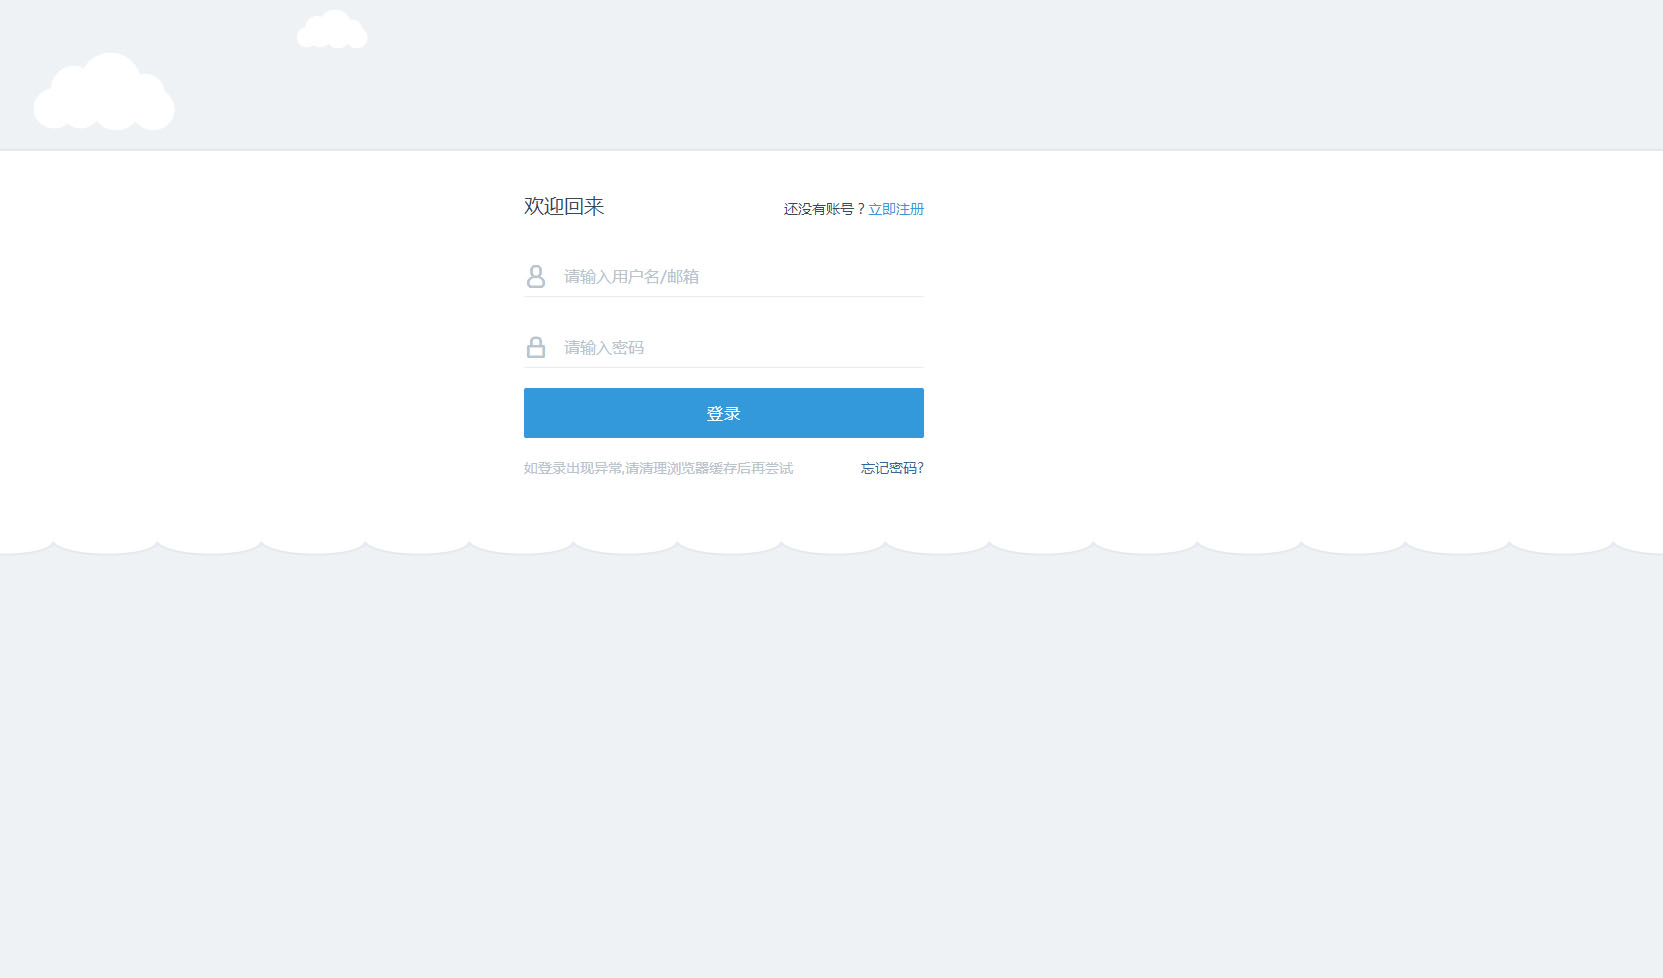 欢迎回来
还没有账号？立即注册
请输入用户名/邮箱
请输入密码
登录
如登录出现异常,请清理浏览器缓存后再尝试
忘记密码?